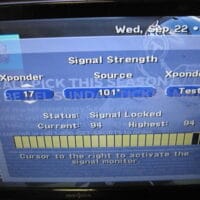 Wed, Sep. 22
Signal Strength
Xponder Source Xponder
17 101° Test
Status: Signal Locked
Current: 94 Highest: 94
Cursor to the right to activate the
signal monitor.